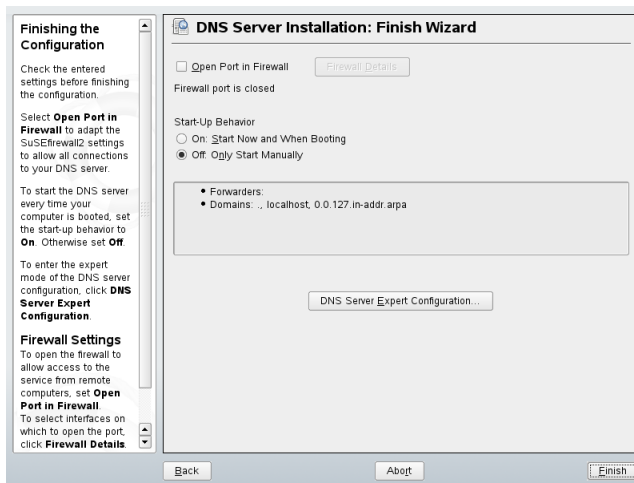 Finishing the
Configuration
Check the entered
settings before finishing
the configuration.
Select Open Port in
Firewall to adapt the
SuSEfirewall2 settings
to allow all connections
to your DNS server.
To start the DNS server
every time your
computer is booted, set
the start-up behavior to
On. Otherwise set Off.
To enter the expert
mode of the DNS server
configuration, click DNS
Server Expert
Configuration.
Firewall Settings
To open the firewall to
allow access to the
service from remote
computers, set Open
Port in Firewall.
To select interfaces on
which to open the port,
click Firewall Details.
DNS Server Installation: Finish Wizard
Open Port in Firewall
Firewall Details
Firewall port is closed
Start-Up Behavior
On: Start Now and When Booting
Off: Only Start Manually
• Forwarders:
• Domains: ., localhost, 0.0.127.in-addr.arpa
DNS Server Expert Configuration...
Back
Abort
Finish